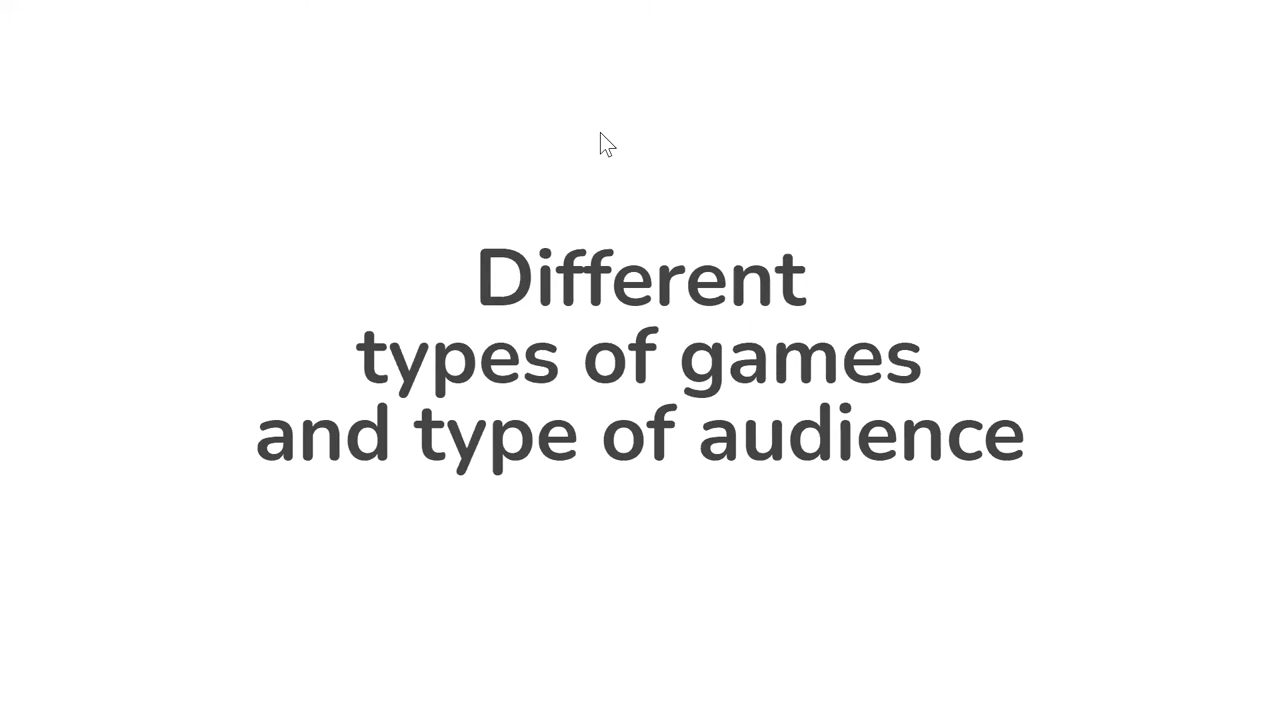 Different
types of games
and type of audience